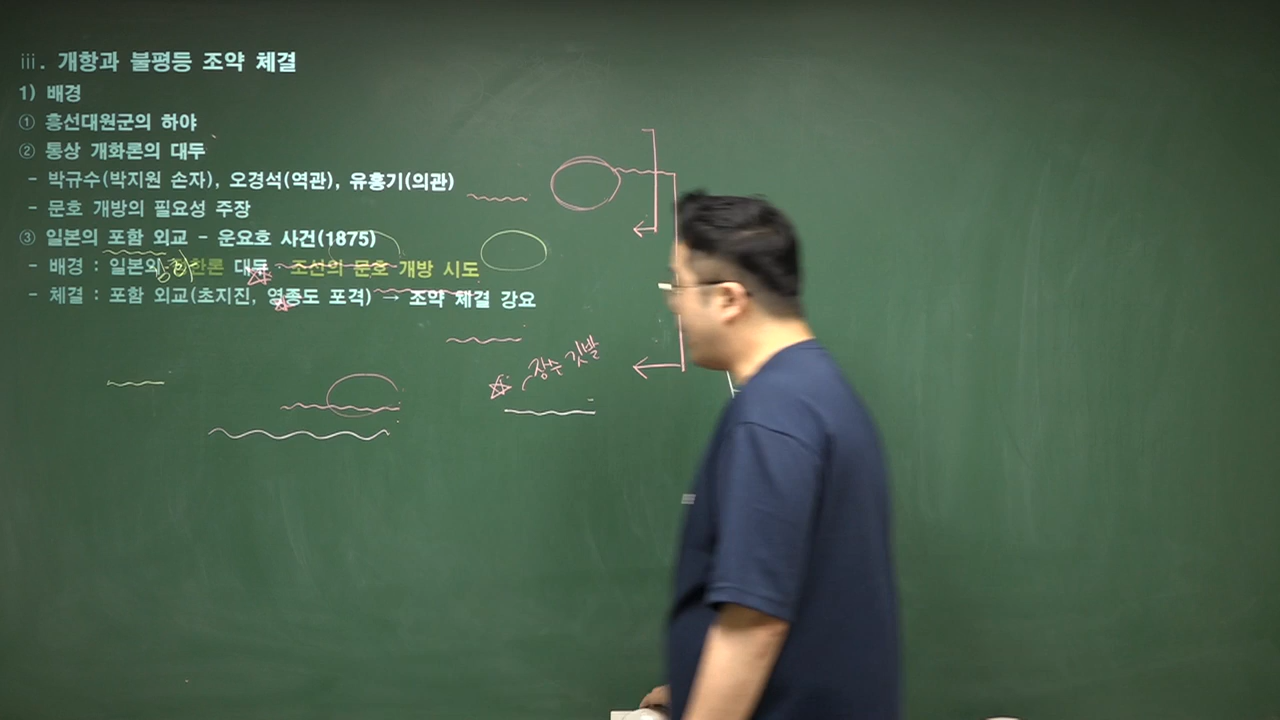 ⅲ. 개항과 불평등 조약 체결
1) 배경
① 흥선대원군의 하야
② 통상 개화론의 대두
- 박규수(박지원 손자), 오경석(역관), 유홍기(의관)
- 문호 개방의 필요성 주장
③ 일본의 포함 외교 - 운요호 사건(1875)
- 배경 : 일본의 정한론 대두 조선의 문호 개방 시도
- 체결 : 포함 외교(초지진, 영종도 포격) → 조약 체결 강요
장수 깃발